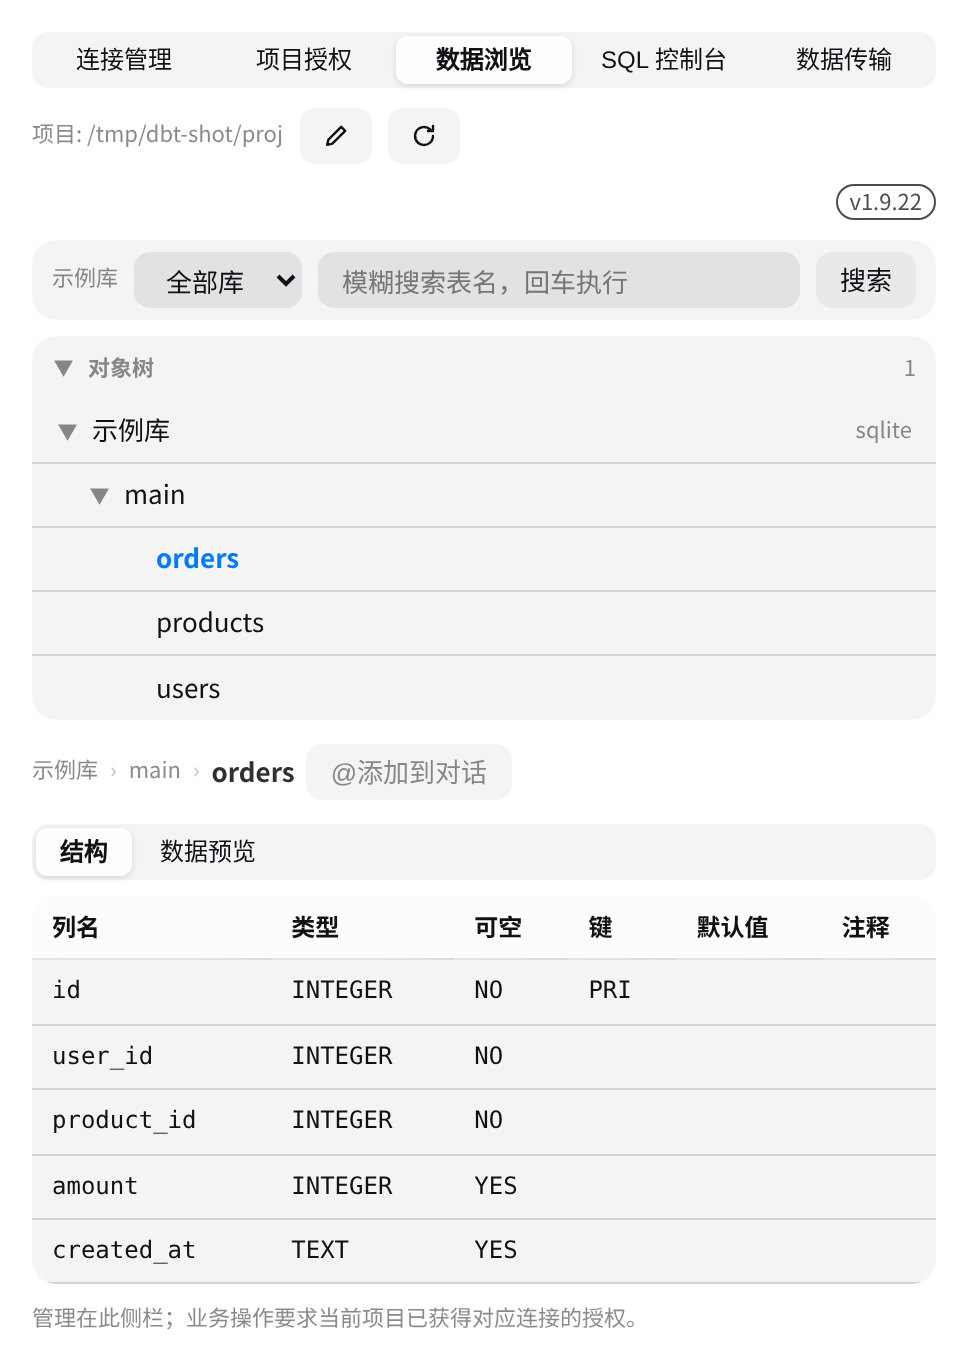 连接管理 项目授权 数据浏览 SQL 控制台 数据传输
项目: /tmp/dbt-shot/proj
v1.9.22
示例库 全部库 模糊搜索表名，回车执行 搜索
▼ 对象树 1
▼ 示例库 sqlite
▼ main
orders
products
users
示例库 › main › orders @添加到对话
结构 数据预览
列名 类型 可空 键 默认值 注释
id INTEGER NO PRI
user_id INTEGER NO
product_id INTEGER NO
amount INTEGER YES
created_at TEXT YES
管理在此侧栏；业务操作要求当前项目已获得对应连接的授权。